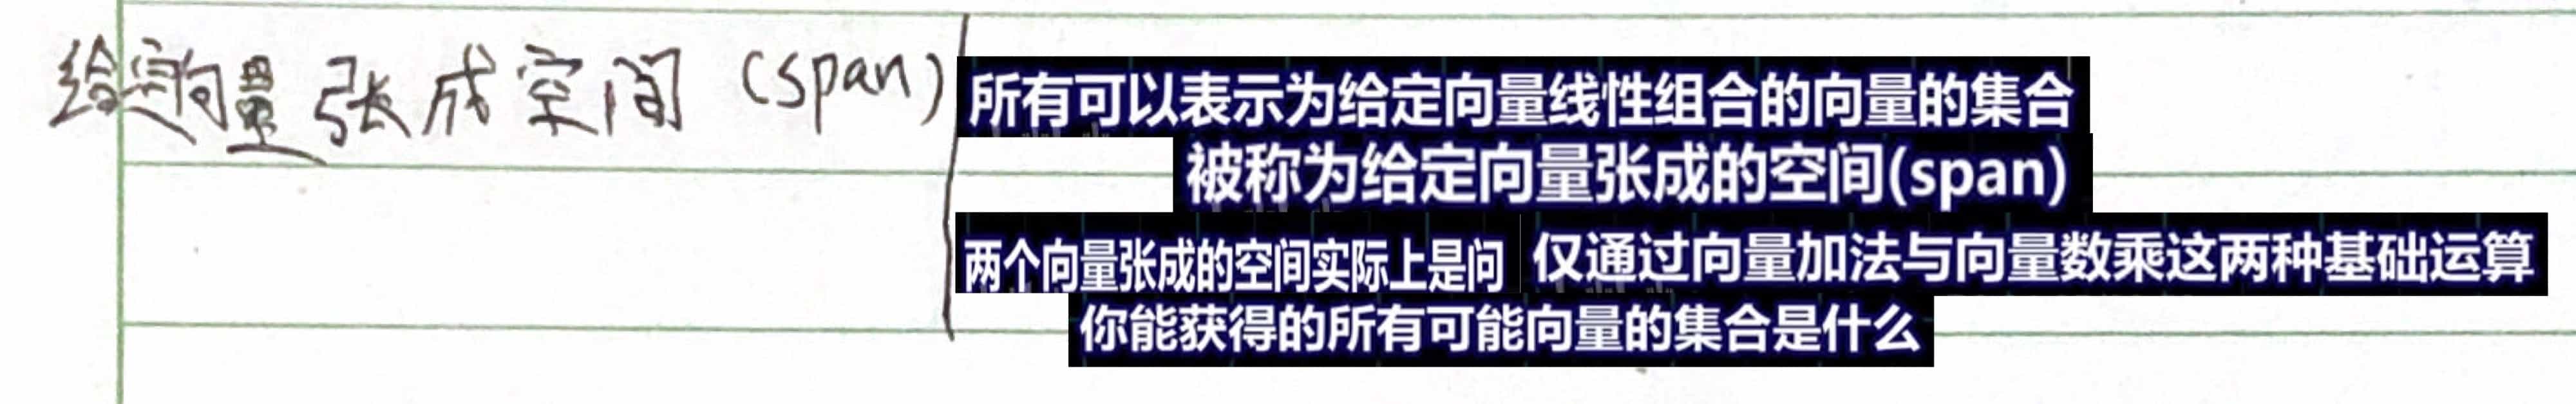 给定向量张成空间 (span)
所有可以表示为给定向量线性组合的向量的集合
被称为给定向量张成的空间(span)
两个向量张成的空间实际上是问 仅通过向量加法与向量数乘这两种基础运算
你能获得的所有可能向量的集合是什么